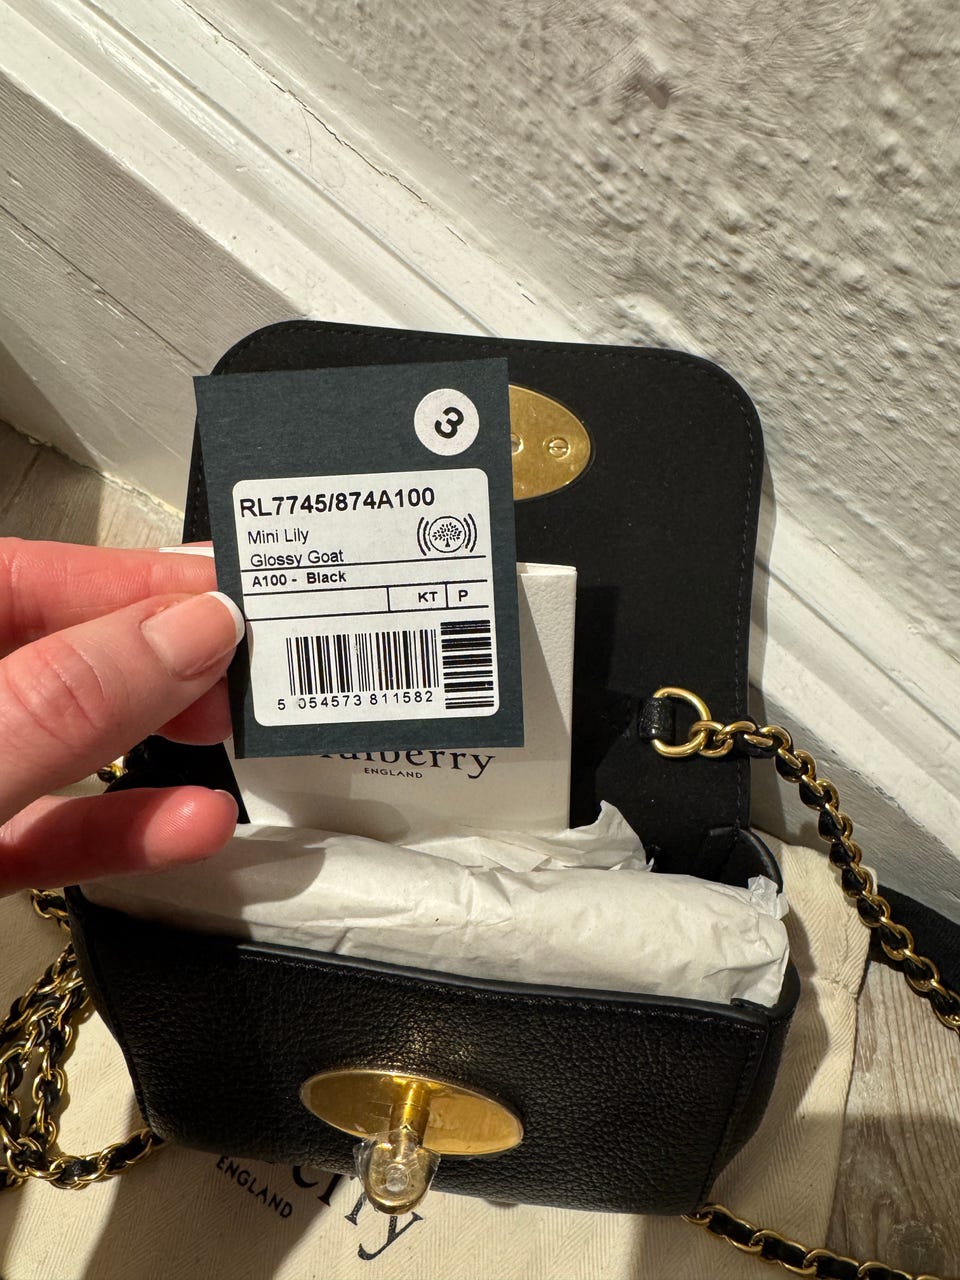 3
RL7745/874A100
Mini Lily
Glossy Goat
A100 - Black
KT P
5 054573 811582
ENGLAND
ENGLAND